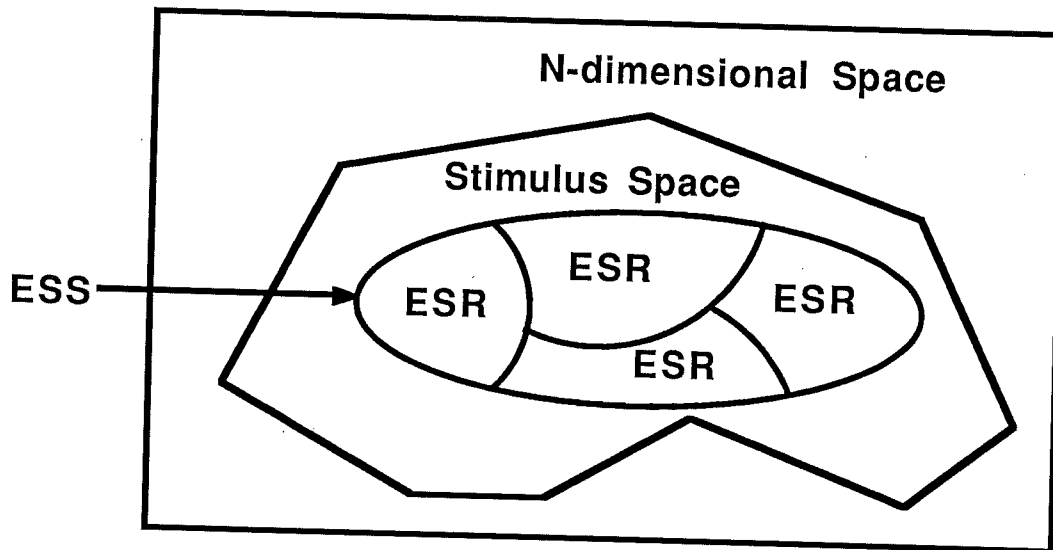 N-dimensional Space
Stimulus Space
ESR
ESS
ESR
ESR
ESR